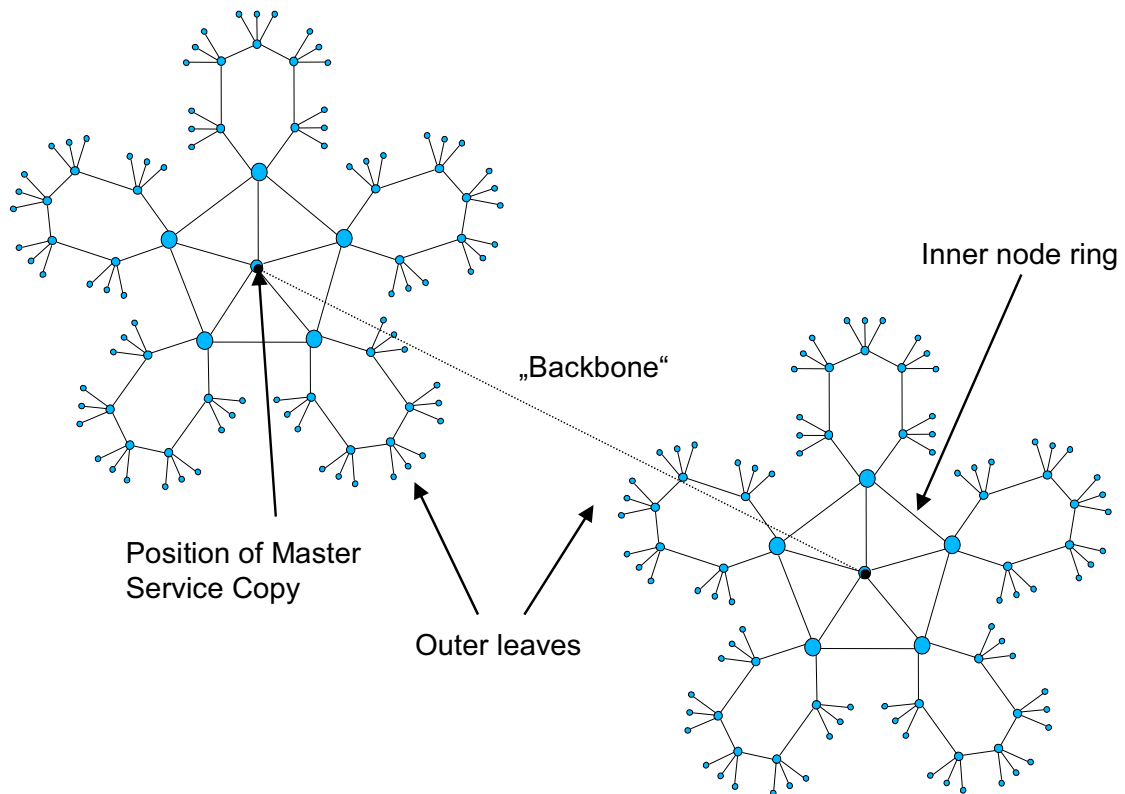 Inner node ring
„Backbone“
Position of Master
Service Copy
Outer leaves